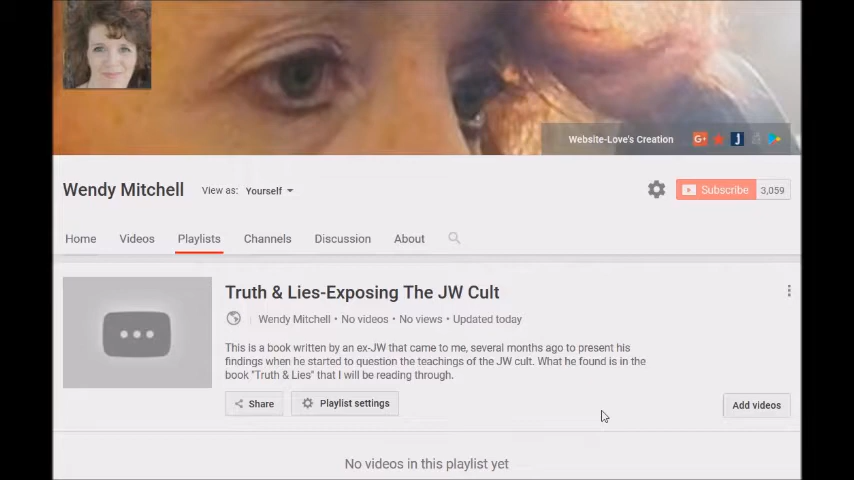 Website-Love's Creation
Wendy Mitchell
View as: Yourself
Subscribe 3,059
Home Videos Playlists Channels Discussion About
Truth & Lies-Exposing The JW Cult
Wendy Mitchell • No videos • No views • Updated today
This is a book written by an ex-JW that came to me, several months ago to present his
findings when he started to question the teachings of the JW cult. What he found is in the
book "Truth & Lies" that I will be reading through.
Share Playlist settings Add videos
No videos in this playlist yet